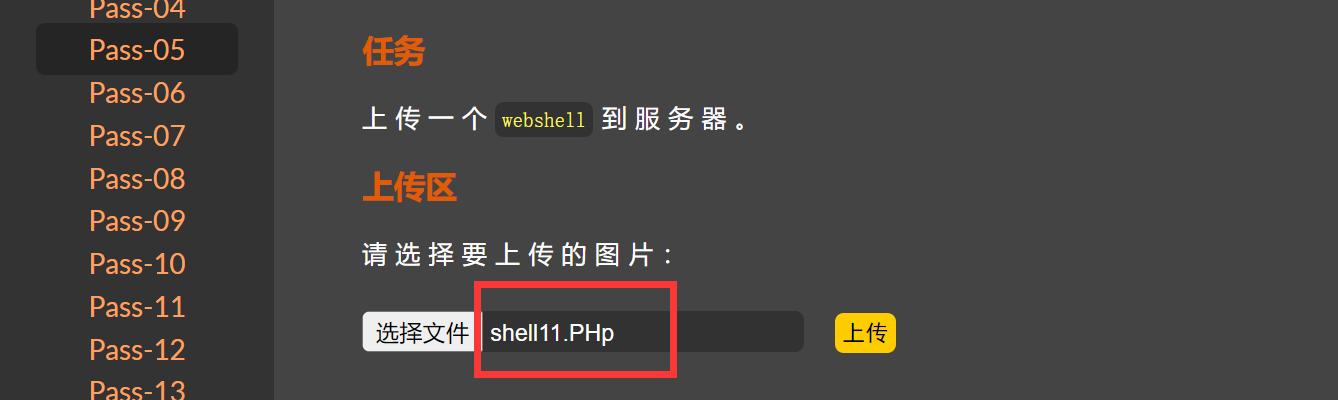 Pass-04
Pass-05
Pass-06
Pass-07
Pass-08
Pass-09
Pass-10
Pass-11
Pass-12
Pass-13
任务
上传一个 webshell 到服务器。
上传区
请选择要上传的图片:
选择文件 shell11.PHp 上传